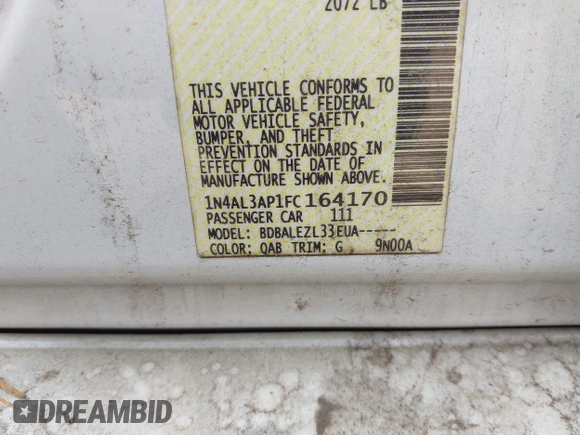 2072 LB
THIS VEHICLE CONFORMS TO
ALL APPLICABLE FEDERAL
MOTOR VEHICLE SAFETY,
BUMPER, AND THEFT
PREVENTION STANDARDS IN
EFFECT ON THE DATE OF
MANUFACTURE SHOWN ABOVE.
1N4AL3AP1FC164170
PASSENGER CAR 111
MODEL: BDBALEZL33EUA-----
COLOR: QAB TRIM: G 9N00A
DREAMBID